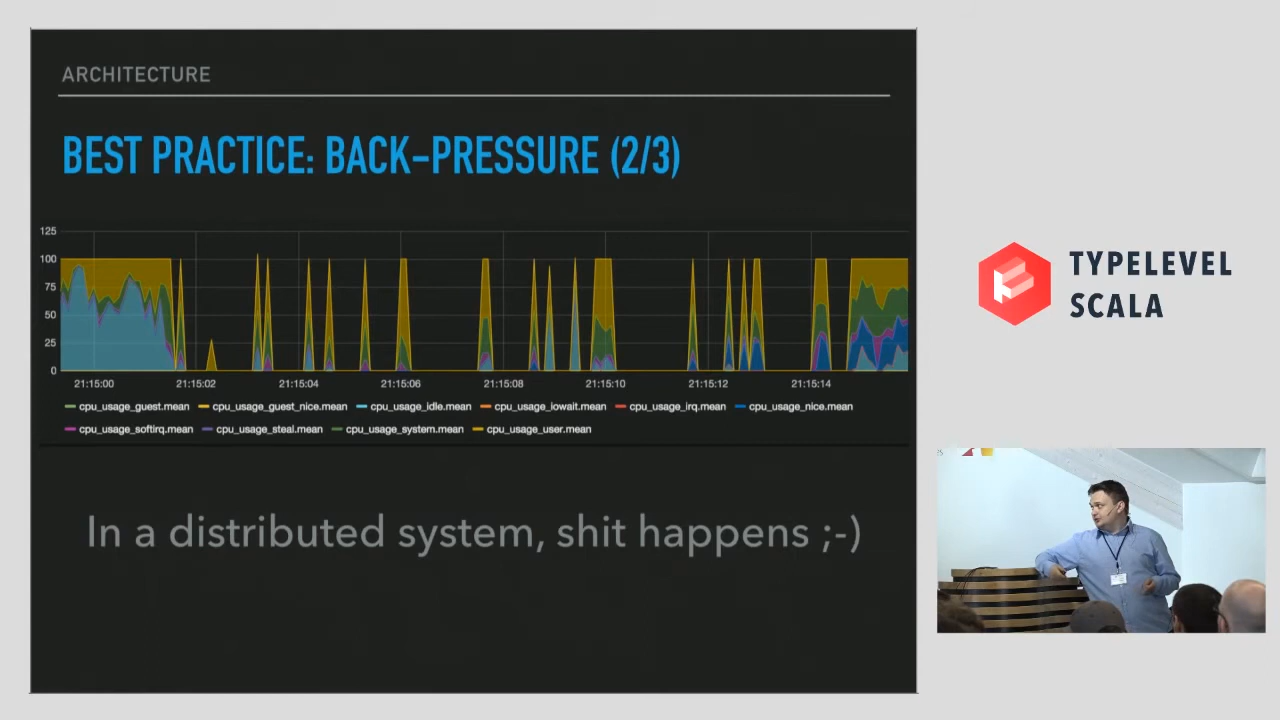 ARCHITECTURE
BEST PRACTICE: BACK-PRESSURE (2/3)
125
100
75
50
25
0
21:15:00 21:15:02 21:15:04 21:15:06 21:15:08 21:15:10 21:15:12 21:15:14
cpu_usage_guest.mean cpu_usage_guest_nice.mean cpu_usage_idle.mean cpu_usage_iowait.mean cpu_usage_irq.mean cpu_usage_nice.mean
cpu_usage_softirq.mean cpu_usage_steal.mean cpu_usage_system.mean cpu_usage_user.mean
In a distributed system, shit happens ;-)
TYPELEVEL
SCALA